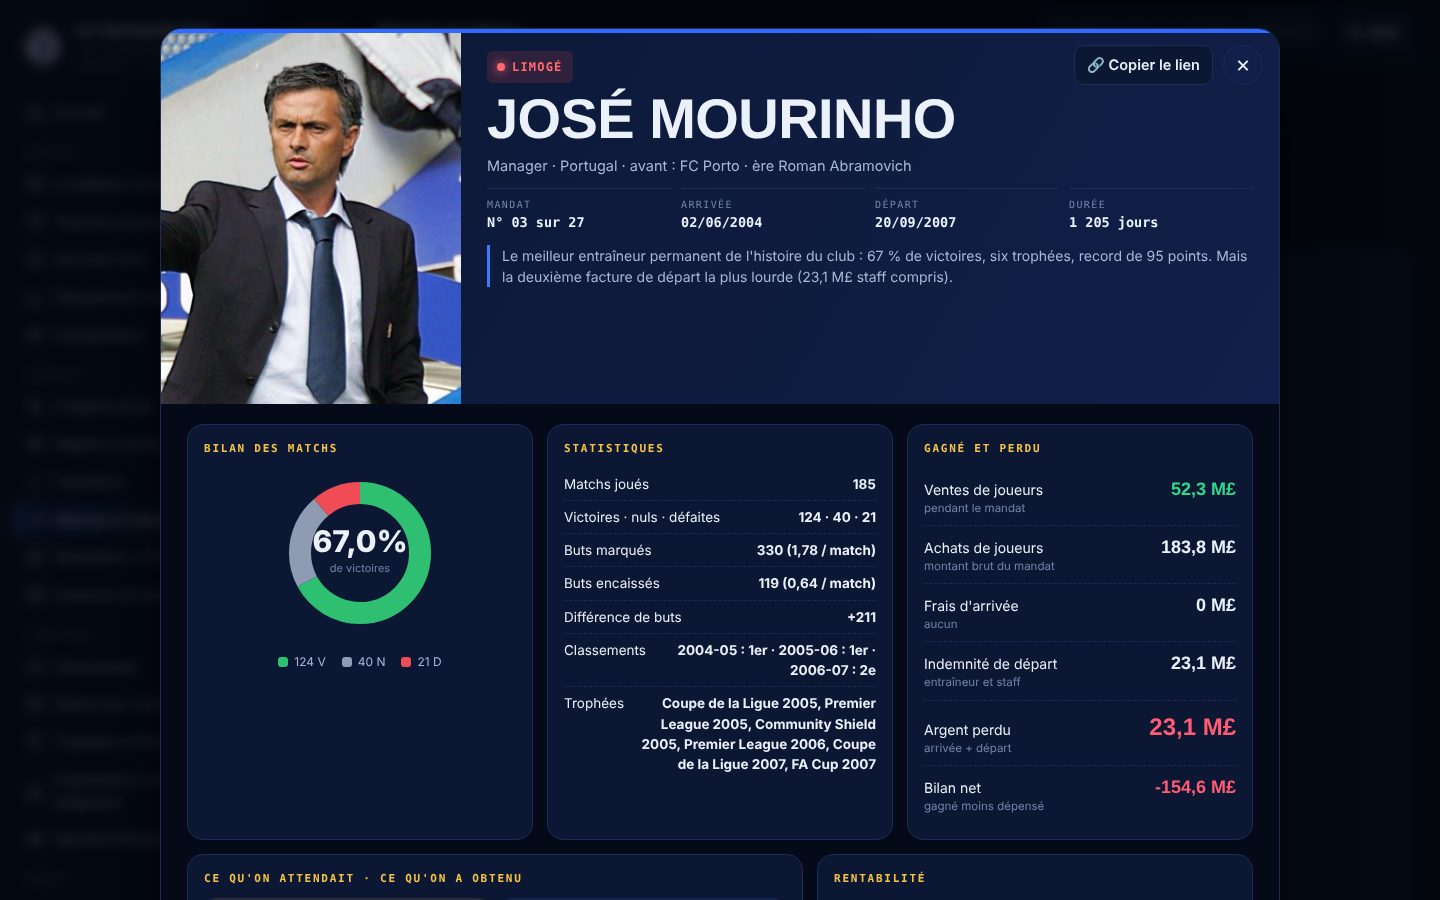 LIMOGÉ
🔗 Copier le lien
✕
JOSÉ MOURINHO
Manager · Portugal · avant : FC Porto · ère Roman Abramovich
MANDAT
N° 03 sur 27
ARRIVÉE
02/06/2004
DÉPART
20/09/2007
DURÉE
1 205 jours
Le meilleur entraîneur permanent de l'histoire du club : 67 % de victoires, six trophées, record de 95 points. Mais
la deuxième facture de départ la plus lourde (23,1 M£ staff compris).
BILAN DES MATCHS
67,0%
de victoires
124 V
40 N
21 D
STATISTIQUES
Matchs joués 185
Victoires · nuls · défaites 124 · 40 · 21
Buts marqués 330 (1,78 / match)
Buts encaissés 119 (0,64 / match)
Différence de buts +211
Classements 2004-05 : 1er · 2005-06 : 1er ·
2006-07 : 2e
Trophées Coupe de la Ligue 2005, Premier
League 2005, Community Shield
2005, Premier League 2006, Coupe
de la Ligue 2007, FA Cup 2007
GAGNÉ ET PERDU
Ventes de joueurs 52,3 M£
pendant le mandat
Achats de joueurs 183,8 M£
montant brut du mandat
Frais d'arrivée 0 M£
aucun
Indemnité de départ 23,1 M£
entraîneur et staff
Argent perdu 23,1 M£
arrivée + départ
Bilan net -154,6 M£
gagné moins dépensé
CE QU'ON ATTENDAIT · CE QU'ON A OBTENU
RENTABILITÉ